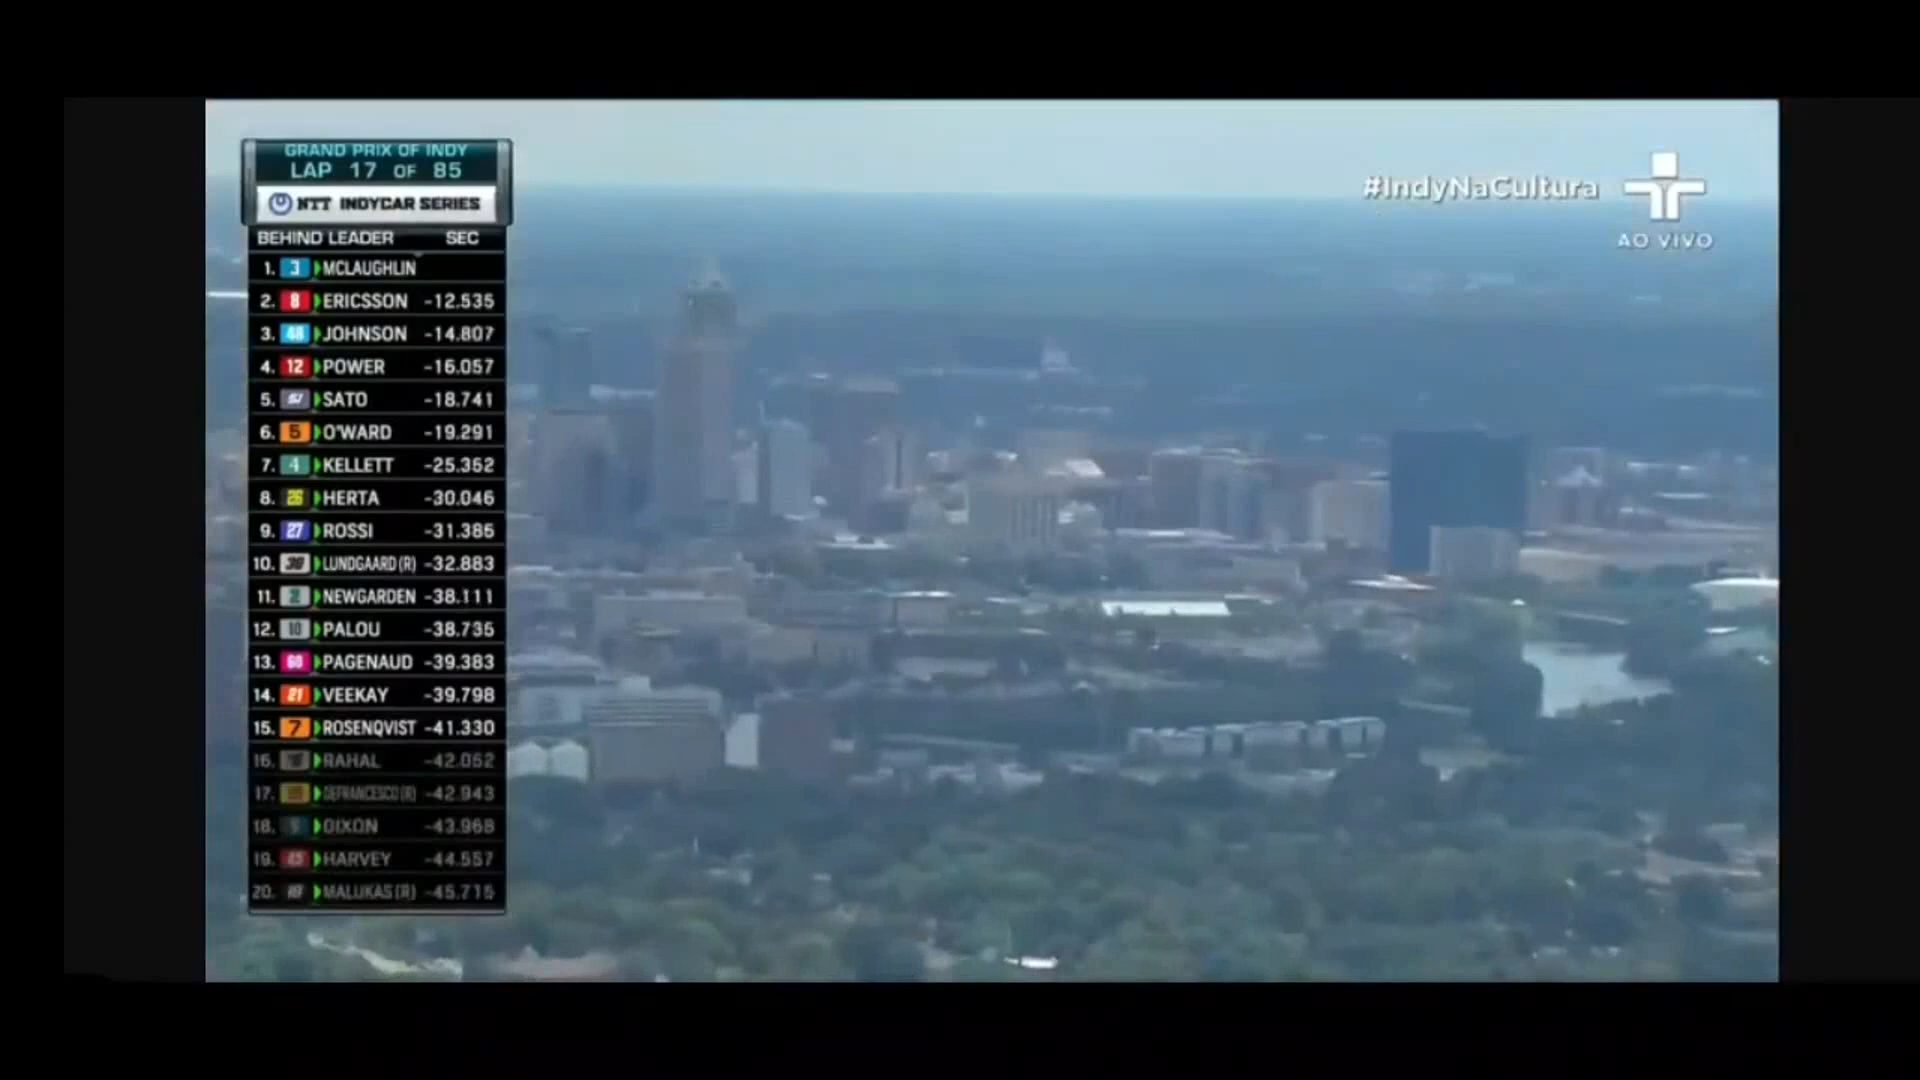 GRAND PRIX OF INDY
LAP 17 OF 85
NTT INDYCAR SERIES
BEHIND LEADER SEC
1. 3 MCLAUGHLIN
2. 8 ERICSSON -12.535
3. 48 JOHNSON -14.807
4. 12 POWER -16.057
5. 51 SATO -18.741
6. 5 O'WARD -19.291
7. 4 KELLETT -25.352
8. 26 HERTA -30.046
9. 27 ROSSI -31.385
10. 30 LUNDGAARD (R) -32.883
11. 2 NEWGARDEN -38.111
12. 10 PALOU -38.735
13. 60 PAGENAUD -39.383
14. 21 VEEKAY -39.798
15. 7 ROSENQVIST -41.330
16. RAHAL -42.052
17. DEFRANCESCO (R) -42.943
18. DIXON -43.968
19. 45 HARVEY -44.557
20. 18 MALUKAS (R) -45.715
#IndyNaCultura
AO VIVO